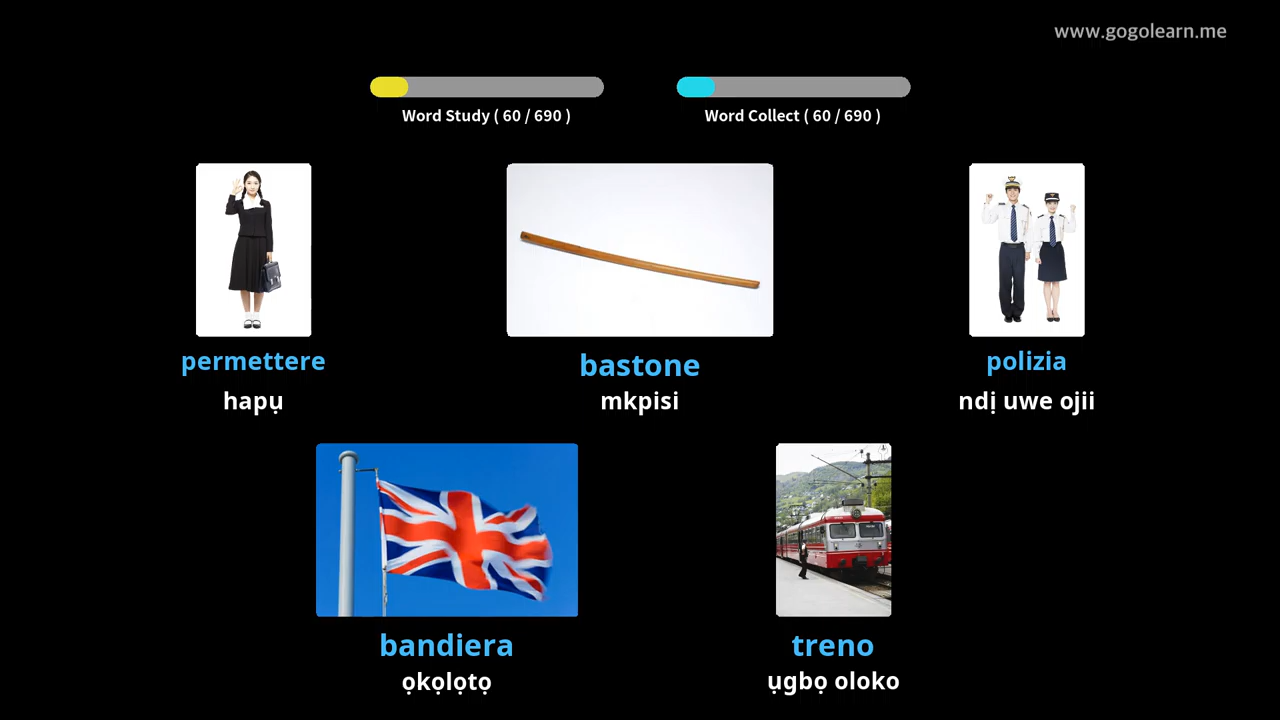 www.gogolearn.me
Word Study ( 60 / 690 )
Word Collect ( 60 / 690 )
permettere
hapụ
bastone
mkpisi
polizia
ndị uwe ojii
bandiera
ọkọlọtọ
treno
ụgbọ oloko